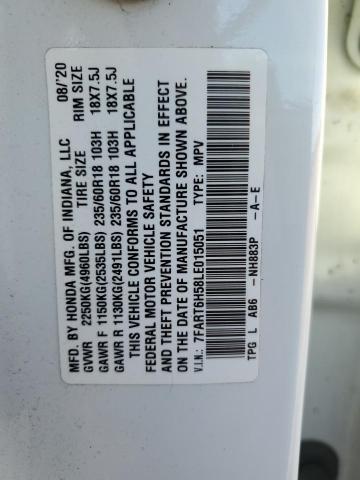 MFD. BY HONDA MFG. OF INDIANA, LLC 08/'20
GVWR 2250KG(4960LBS) TIRE SIZE RIM SIZE
GAWR F 1150KG(2535LBS) 235/60R18 103H 18X7.5J
GAWR R 1130KG(2491LBS) 235/60R18 103H 18X7.5J
THIS VEHICLE CONFORMS TO ALL APPLICABLE
FEDERAL MOTOR VEHICLE SAFETY
AND THEFT PREVENTION STANDARDS IN EFFECT
ON THE DATE OF MANUFACTURE SHOWN ABOVE.
V.I.N.: 7FART6H58LE015051 TYPE: MPV
TPG L AB6 -NH883P -A-E